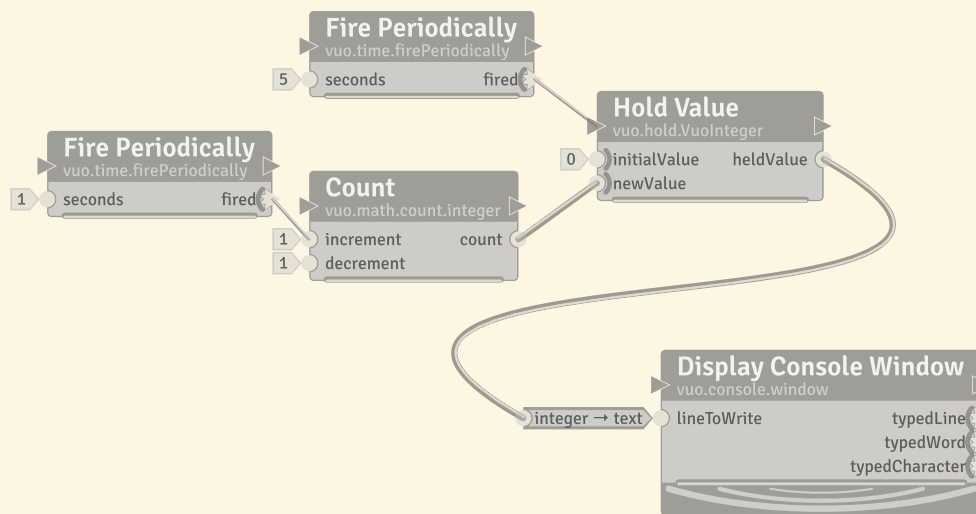 Fire Periodically
vuo.time.firePeriodically
5 seconds fired
Hold Value
vuo.hold.VuoInteger
0 initialValue heldValue
newValue
Fire Periodically
vuo.time.firePeriodically
1 seconds fired
Count
vuo.math.count.integer
1 increment count
1 decrement
Display Console Window
vuo.console.window
integer → text lineToWrite typedLine
typedWord
typedCharacter